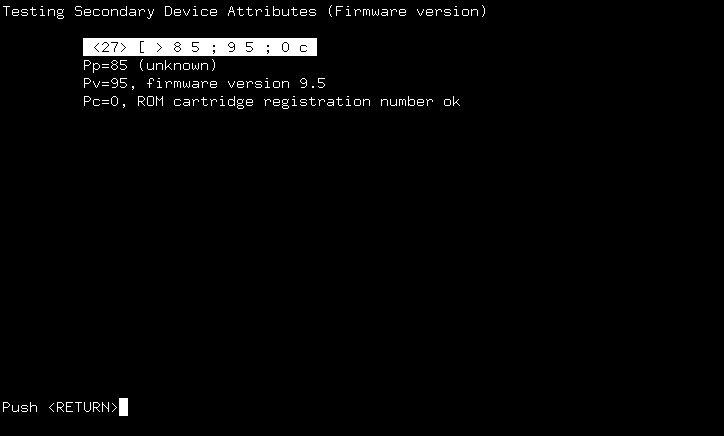 Testing Secondary Device Attributes (Firmware version)
<27> [ > 8 5 ; 9 5 ; 0 c
Pp=85 (unknown)
Pv=95, firmware version 9.5
Pc=0, ROM cartridge registration number ok
Push <RETURN>